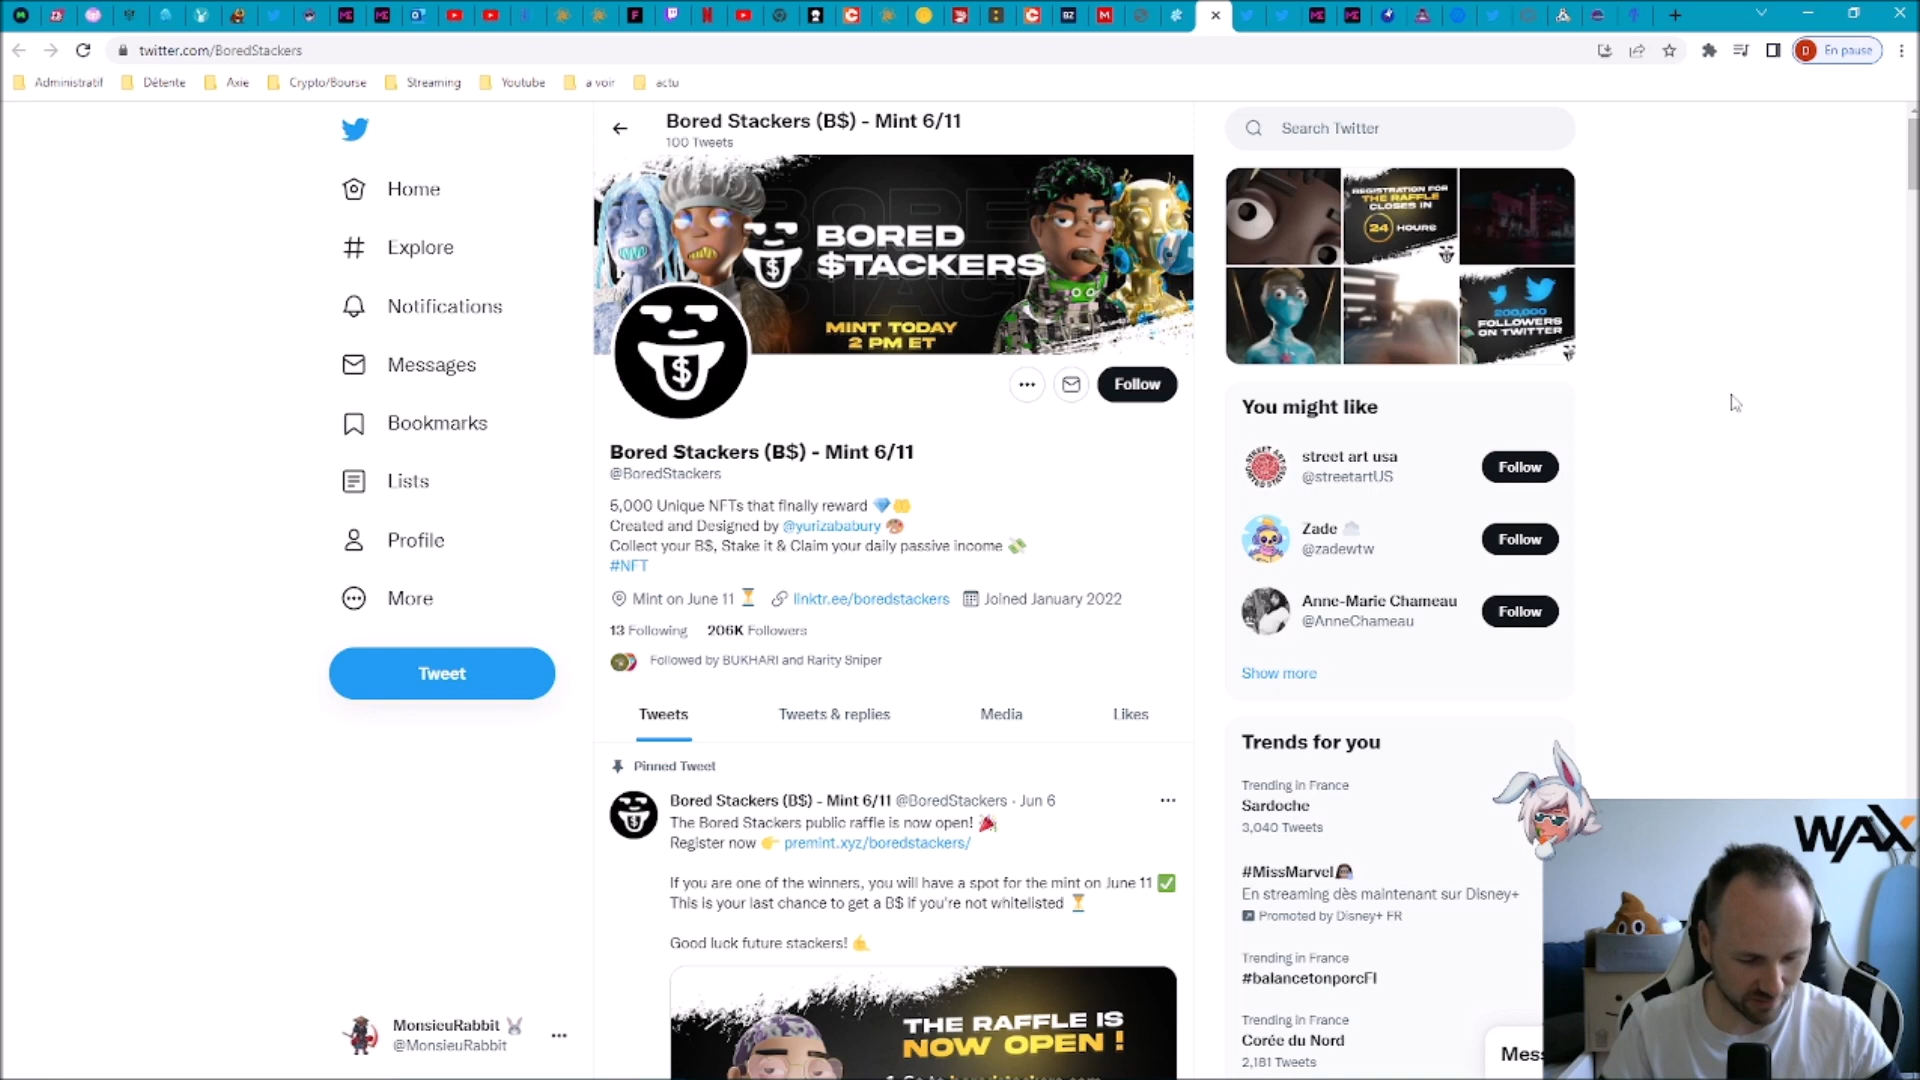 twitter.com/BoredStackers
En pause
Administratif
Détente
Axie
Crypto/Bourse
Streaming
Youtube
a voir
actu
Home
Explore
Notifications
Messages
Bookmarks
Lists
Profile
More
Tweet
MonsieurRabbit
@MonsieurRabbit
Bored Stackers (B$) - Mint 6/11
100 Tweets
BORED
$TACKERS
MINT TODAY
2 PM ET
Follow
Bored Stackers (B$) - Mint 6/11
@BoredStackers
5,000 Unique NFTs that finally reward 💎🤲
Created and Designed by @yurizababury 🎨
Collect your B$, Stake it & Claim your daily passive income 💸
#NFT
Mint on June 11 ⏳ linktr.ee/boredstackers Joined January 2022
13 Following 206K Followers
Followed by BUKHARI and Rarity Sniper
Tweets Tweets & replies Media Likes
Pinned Tweet
Bored Stackers (B$) - Mint 6/11 @BoredStackers · Jun 6
The Bored Stackers public raffle is now open! 🎉
Register now 👉 premint.xyz/boredstackers/
If you are one of the winners, you will have a spot for the mint on June 11 ✅
This is your last chance to get a B$ if you're not whitelisted ⏳
Good luck future stackers! 🤙
THE RAFFLE IS
NOW OPEN !
Search Twitter
REGISTRATION FOR
THE RAFFLE
CLOSES IN
24 HOURS
200,000
FOLLOWERS
ON TWITTER
You might like
street art usa
@streetartUS
Follow
Zade
@zadewtw
Follow
Anne-Marie Chameau
@AnneChameau
Follow
Show more
Trends for you
Trending in France
Sardoche
3,040 Tweets
#MissMarvel
En streaming dès maintenant sur Disney+
Promoted by Disney+ FR
Trending in France
#balancetonporcFI
Trending in France
Corée du Nord
2,181 Tweets
Mess
WAX